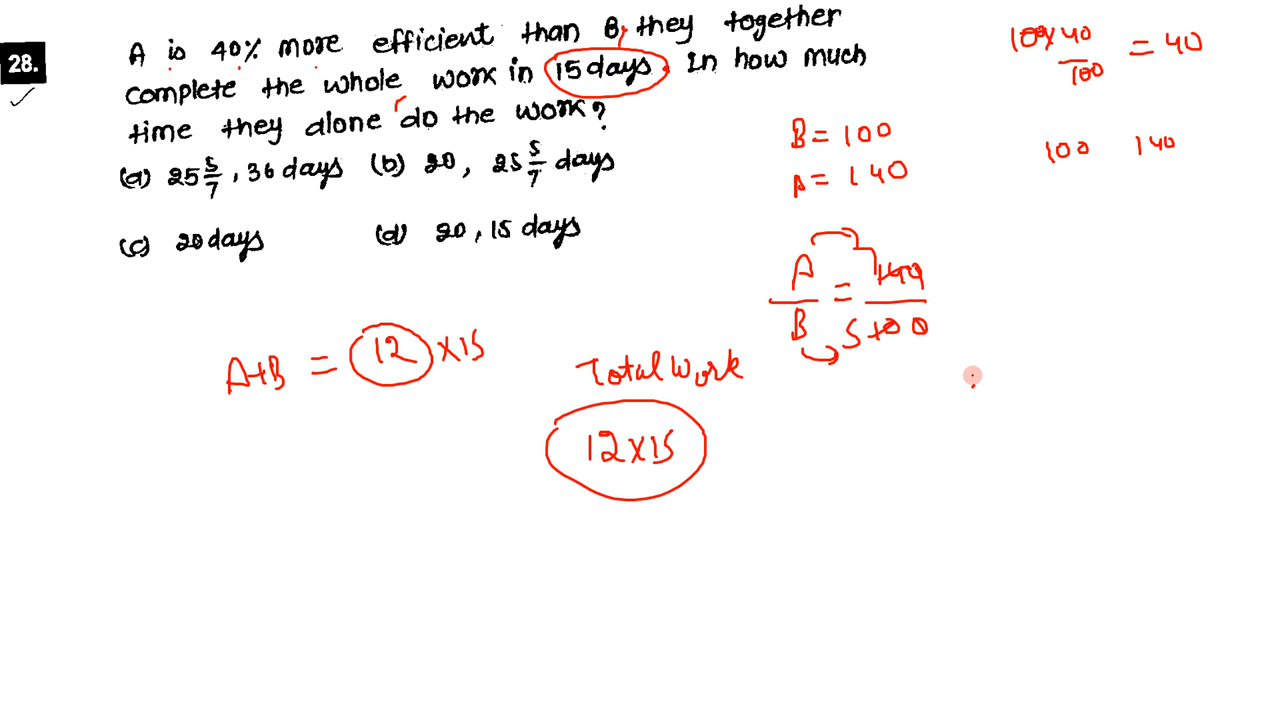 28.
A is 40% more efficient than B, they together
complete the whole work in 15 days. In how much
time they alone do the work?
(a) 25 5/7, 36 days (b) 20, 25 5/7 days
(c) 20 days (d) 20, 15 days
100×40/100 = 40
B = 100
A = 140
100 140
A/B = 140/100
5
A+B = 12 ×15
Total Work
12×15